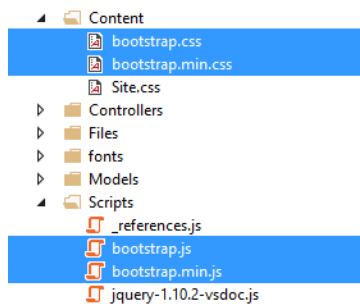 Content
bootstrap.css
bootstrap.min.css
Site.css
Controllers
Files
fonts
Models
Scripts
_references.js
bootstrap.js
bootstrap.min.js
jquery-1.10.2-vsdoc.js